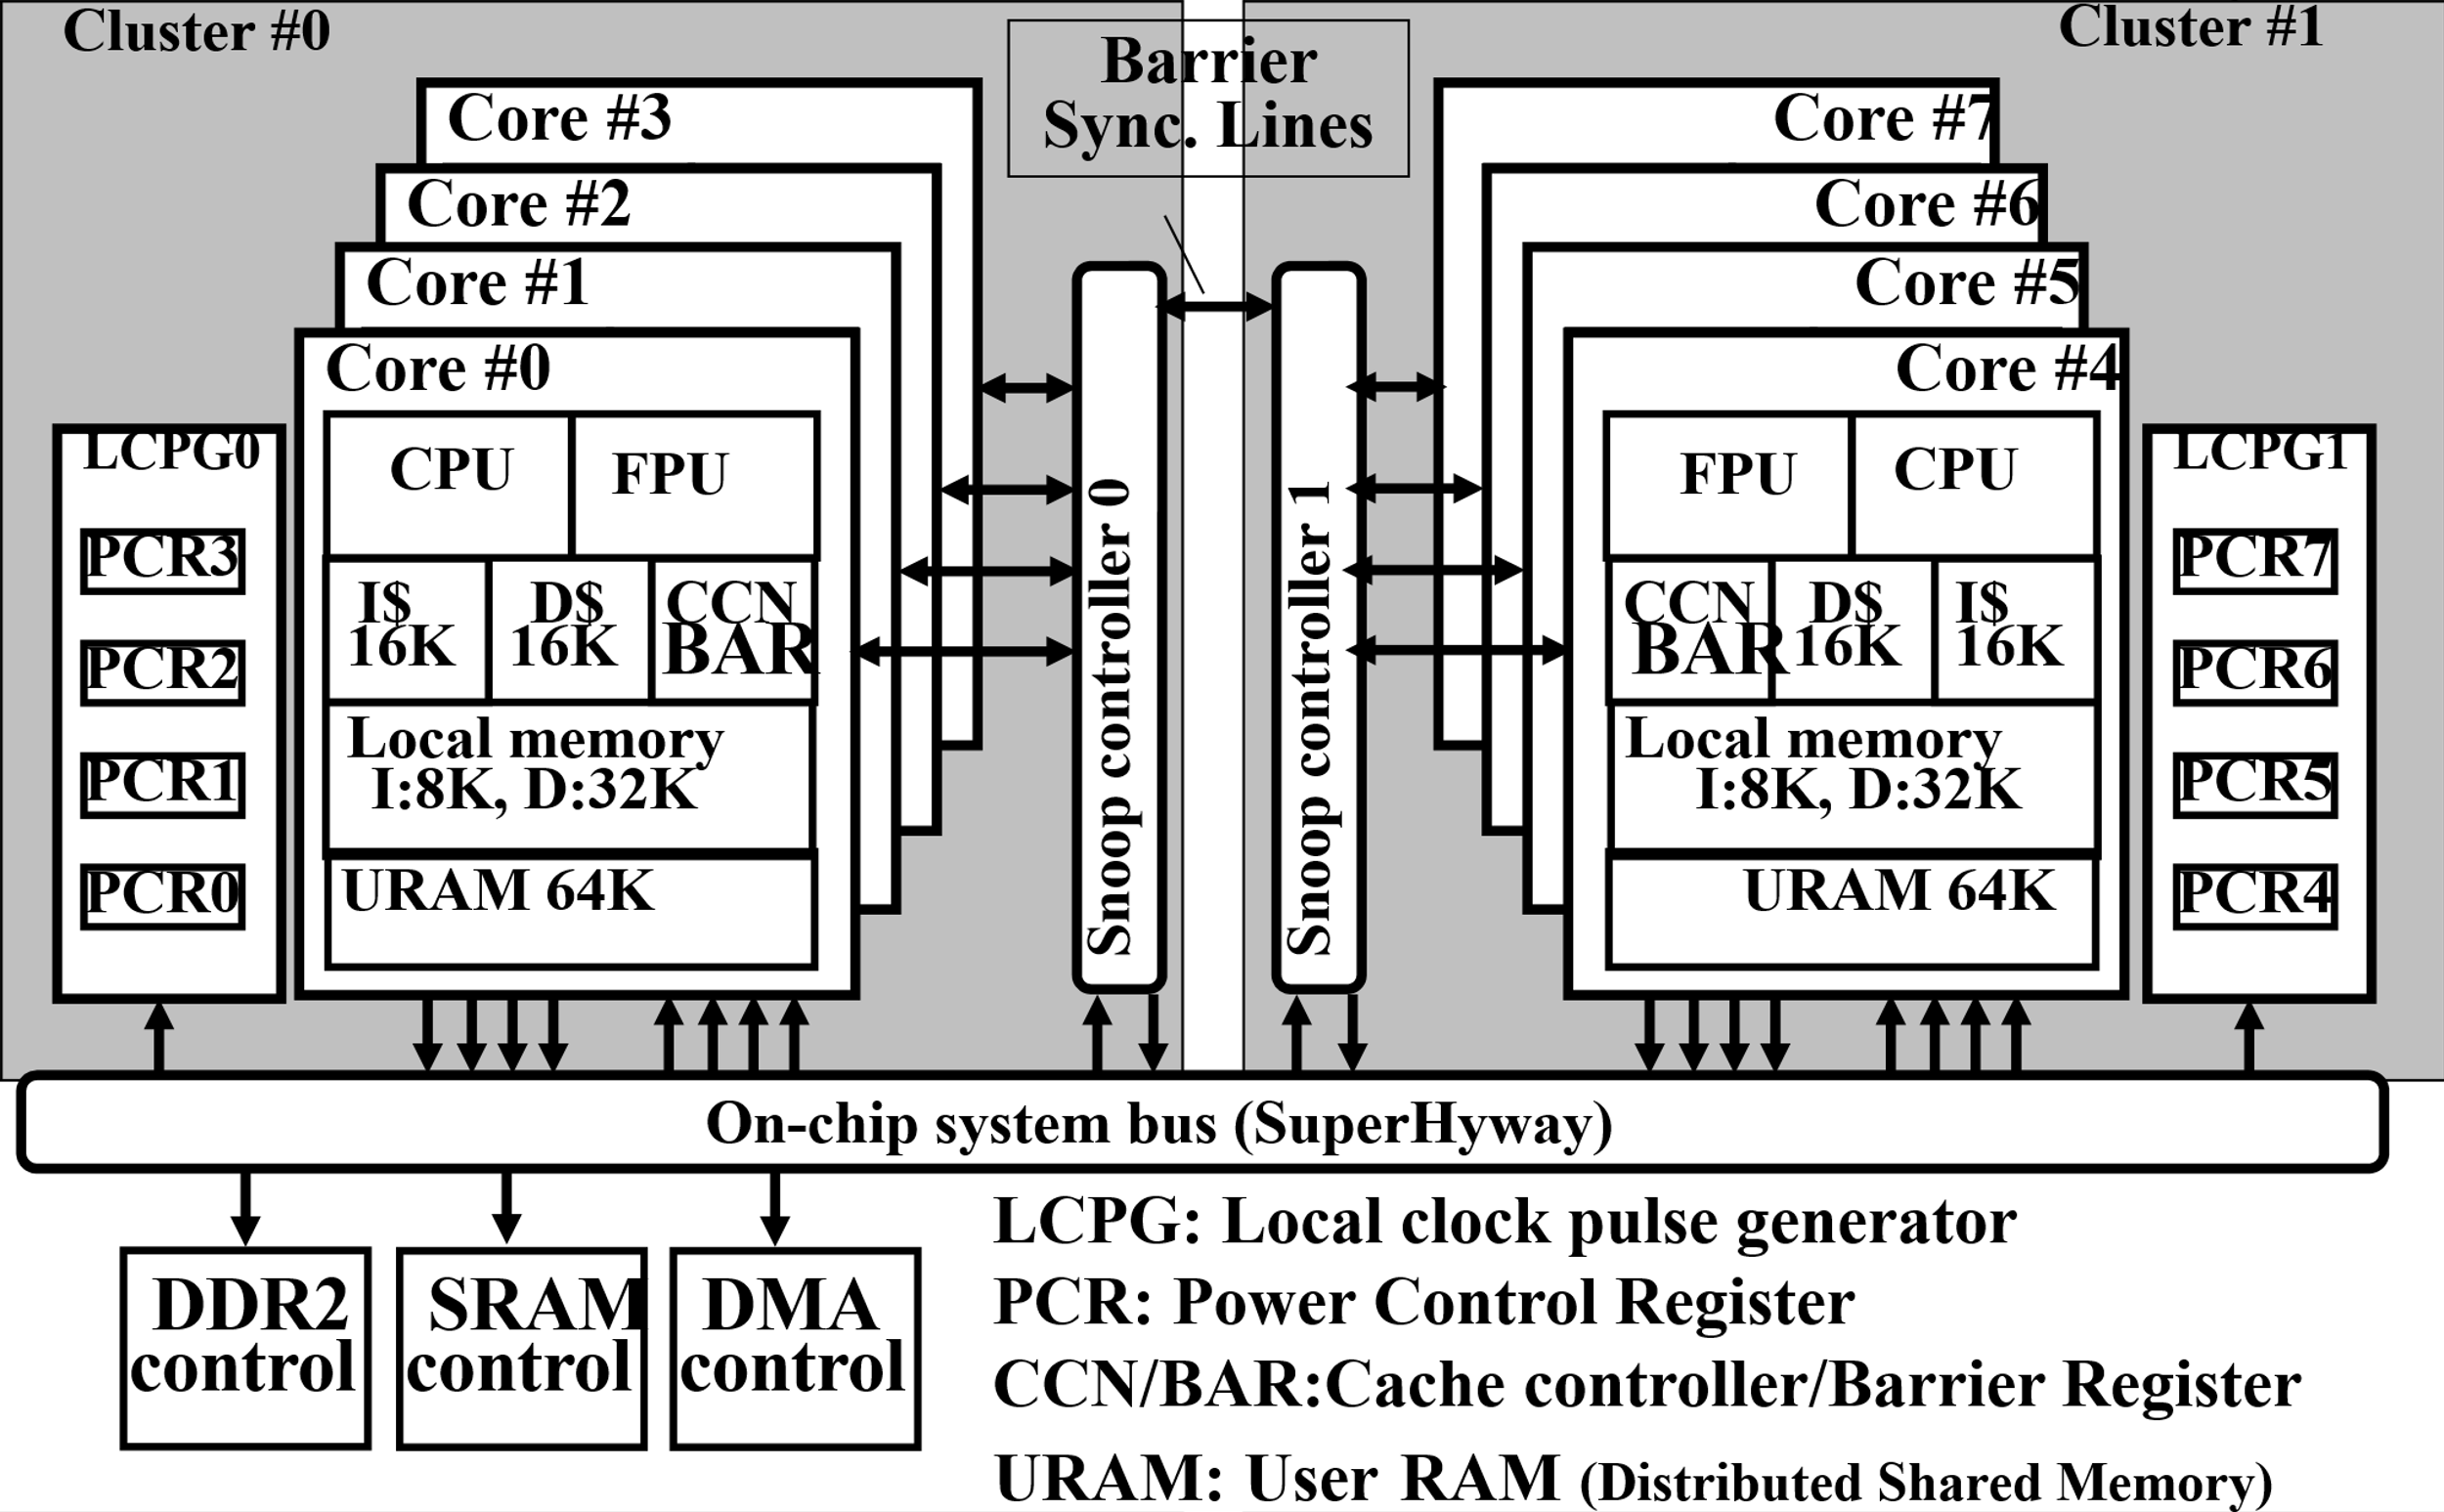 Cluster #0
Cluster #1
Barrier
Sync. Lines
Core #3
Core #2
Core #1
Core #0
CPU
FPU
I$
16K
D$
16K
CCN
BAR
Local memory
I:8K, D:32K
URAM 64K
LCPG0
PCR3
PCR2
PCR1
PCR0
Snoop controller 0
Snoop controller 1
Core #7
Core #6
Core #5
Core #4
FPU
CPU
CCN
BAR
D$
16K
I$
16K
Local memory
I:8K, D:32K
URAM 64K
LCPG1
PCR7
PCR6
PCR5
PCR4
On-chip system bus (SuperHyway)
DDR2
control
SRAM
control
DMA
control
LCPG: Local clock pulse generator
PCR: Power Control Register
CCN/BAR:Cache controller/Barrier Register
URAM: User RAM (Distributed Shared Memory)